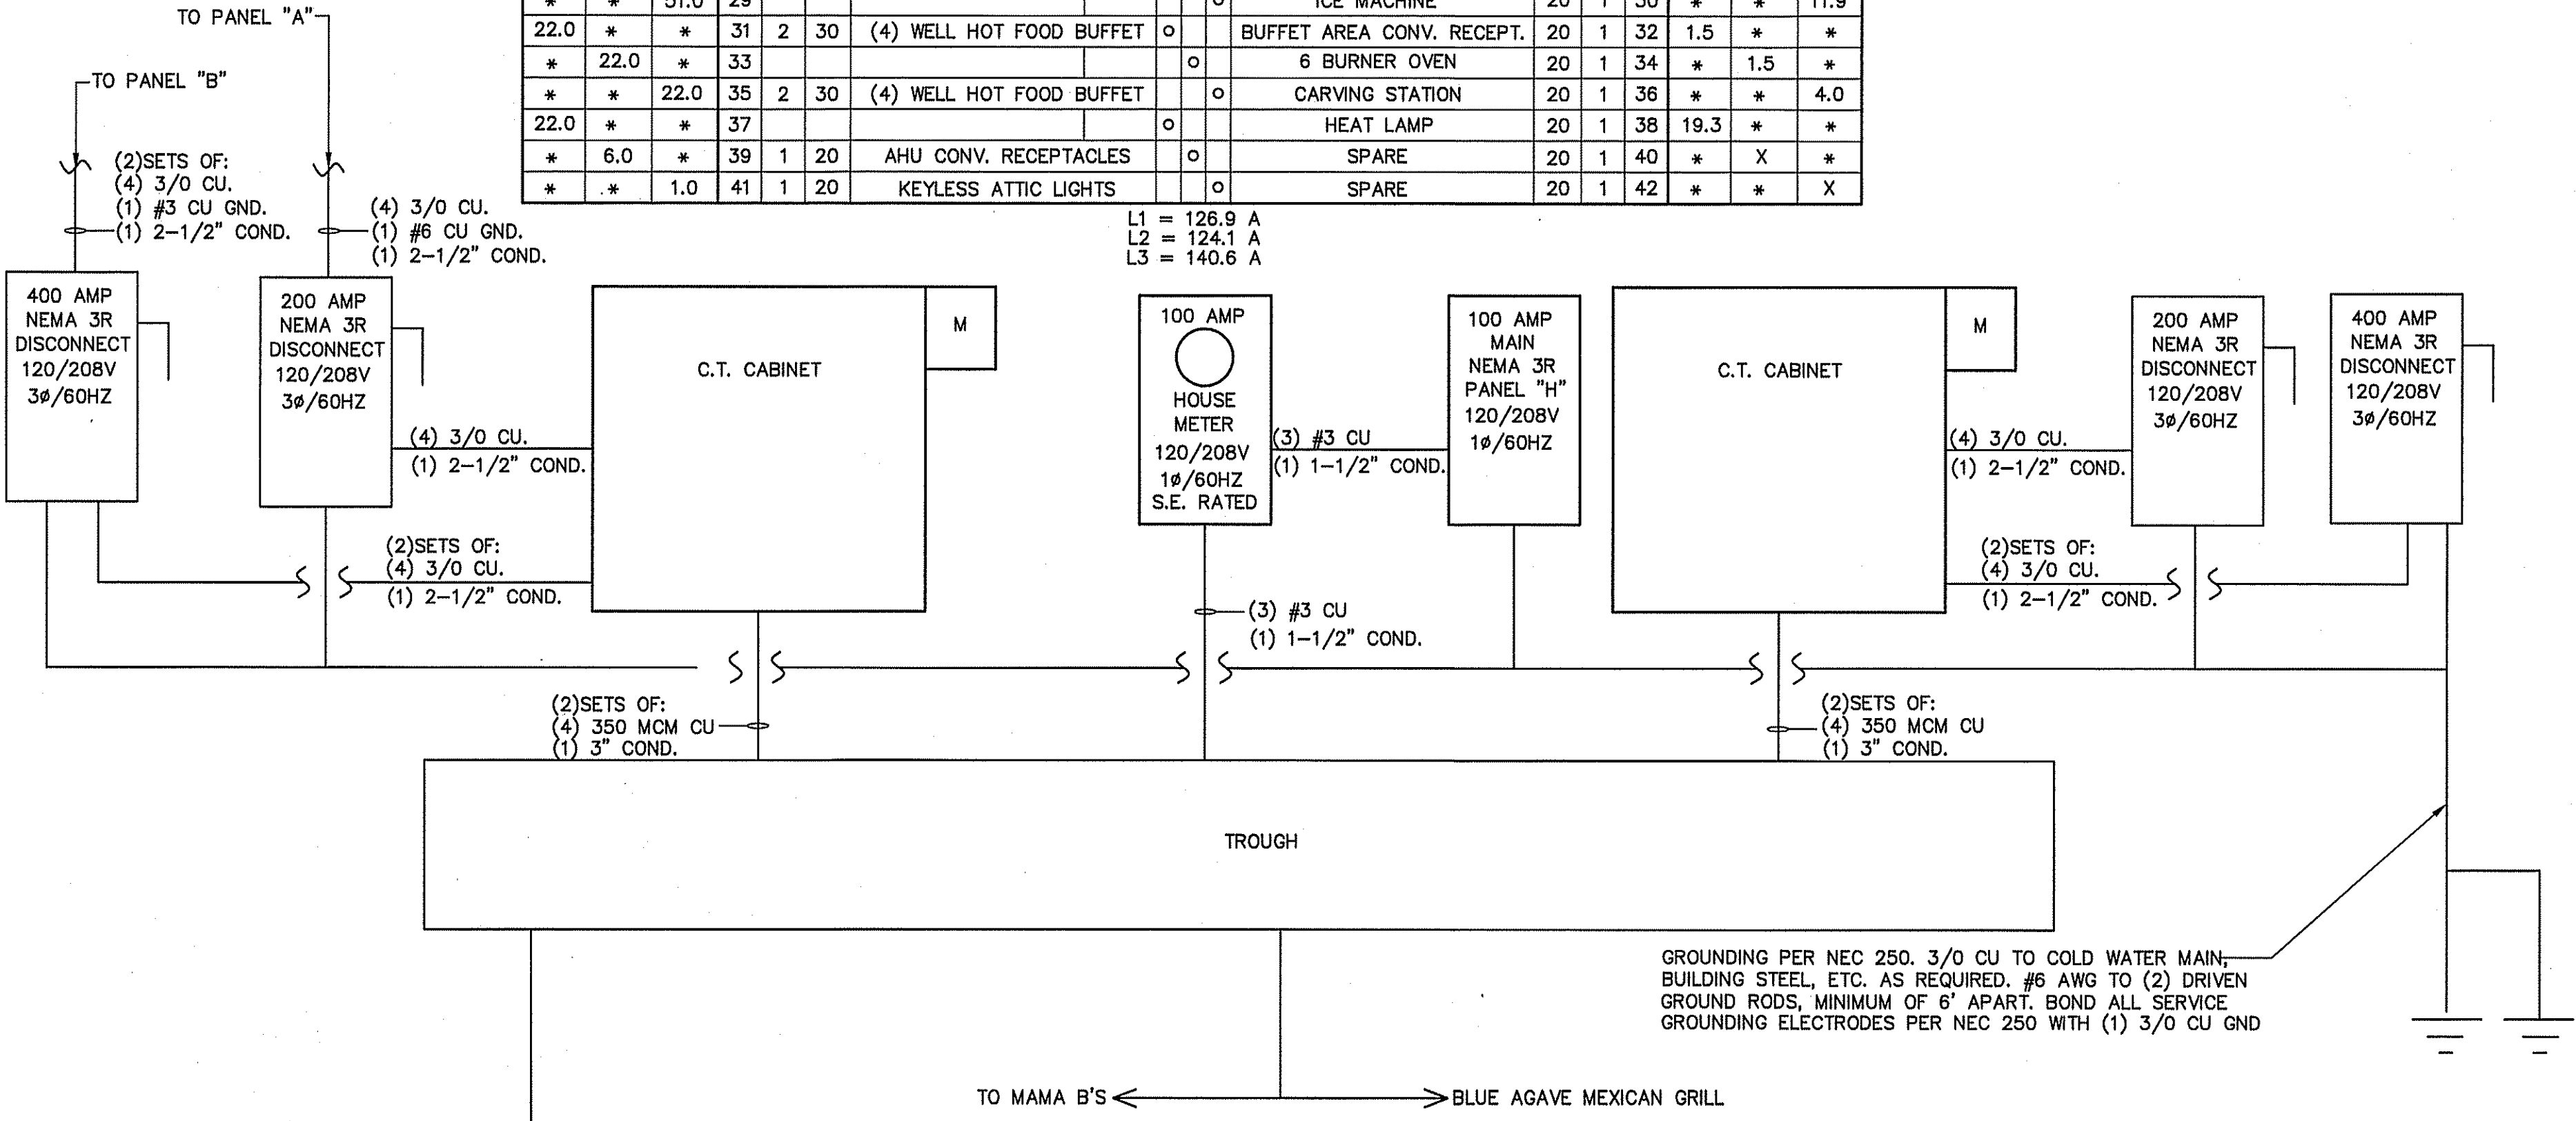 TO PANEL "A"
TO PANEL "B"
* * 51.0 29 O ICE MACHINE 20 1 30 * * 11.9
22.0 * * 31 2 30 (4) WELL HOT FOOD BUFFET O BUFFET AREA CONV. RECEPT. 20 1 32 1.5 * *
* 22.0 * 33 O 6 BURNER OVEN 20 1 34 * 1.5 *
* * 22.0 35 2 30 (4) WELL HOT FOOD BUFFET O CARVING STATION 20 1 36 * * 4.0
22.0 * * 37 O HEAT LAMP 20 1 38 19.3 * *
* 6.0 * 39 1 20 AHU CONV. RECEPTACLES O SPARE 20 1 40 * X *
* * 1.0 41 1 20 KEYLESS ATTIC LIGHTS O SPARE 20 1 42 * * X
L1 = 126.9 A
L2 = 124.1 A
L3 = 140.6 A
(2)SETS OF:
(4) 3/0 CU.
(1) #3 CU GND.
(1) 2-1/2" COND.
(4) 3/0 CU.
(1) #6 CU GND.
(1) 2-1/2" COND.
400 AMP
NEMA 3R
DISCONNECT
120/208V
3ø/60HZ
200 AMP
NEMA 3R
DISCONNECT
120/208V
3ø/60HZ
C.T. CABINET
M
100 AMP
HOUSE
METER
120/208V
1ø/60HZ
S.E. RATED
100 AMP
MAIN
NEMA 3R
PANEL "H"
120/208V
1ø/60HZ
C.T. CABINET
M
200 AMP
NEMA 3R
DISCONNECT
120/208V
3ø/60HZ
400 AMP
NEMA 3R
DISCONNECT
120/208V
3ø/60HZ
(4) 3/0 CU.
(1) 2-1/2" COND.
(3) #3 CU
(1) 1-1/2" COND.
(4) 3/0 CU.
(1) 2-1/2" COND.
(2)SETS OF:
(4) 3/0 CU.
(1) 2-1/2" COND.
(3) #3 CU
(1) 1-1/2" COND.
(2)SETS OF:
(4) 3/0 CU.
(1) 2-1/2" COND.
(2)SETS OF:
(4) 350 MCM CU
(1) 3" COND.
(2)SETS OF:
(4) 350 MCM CU
(1) 3" COND.
TROUGH
GROUNDING PER NEC 250. 3/0 CU TO COLD WATER MAIN,
BUILDING STEEL, ETC. AS REQUIRED. #6 AWG TO (2) DRIVEN
GROUND RODS, MINIMUM OF 6' APART. BOND ALL SERVICE
GROUNDING ELECTRODES PER NEC 250 WITH (1) 3/0 CU GND
TO MAMA B'S
BLUE AGAVE MEXICAN GRILL